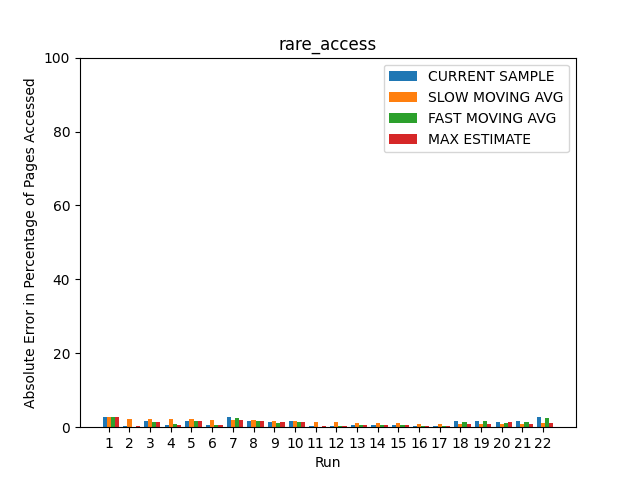 rare_access
100
80
60
40
20
0
Absolute Error in Percentage of Pages Accessed
CURRENT SAMPLE
SLOW MOVING AVG
FAST MOVING AVG
MAX ESTIMATE
1 2 3 4 5 6 7 8 9 10 11 12 13 14 15 16 17 18 19 20 21 22
Run